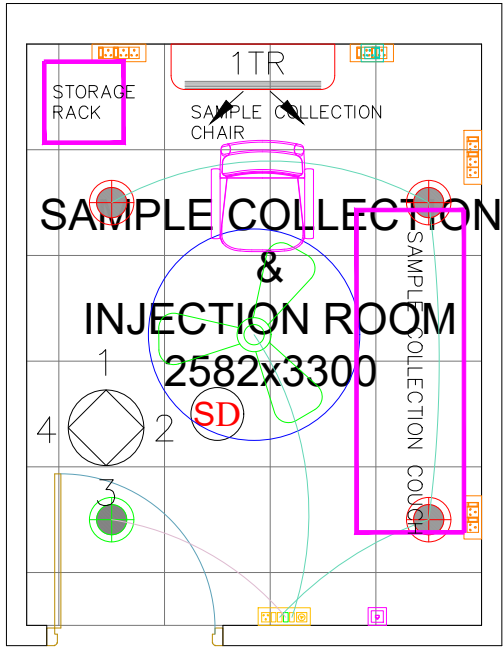 1TR
STORAGE
RACK
SAMPLE COLLECTION
CHAIR
SAMPLE COLLECTION
&
INJECTION ROOM
2582x3300
SAMPLE COLLECTION COUCH
SD
1
4
2
3